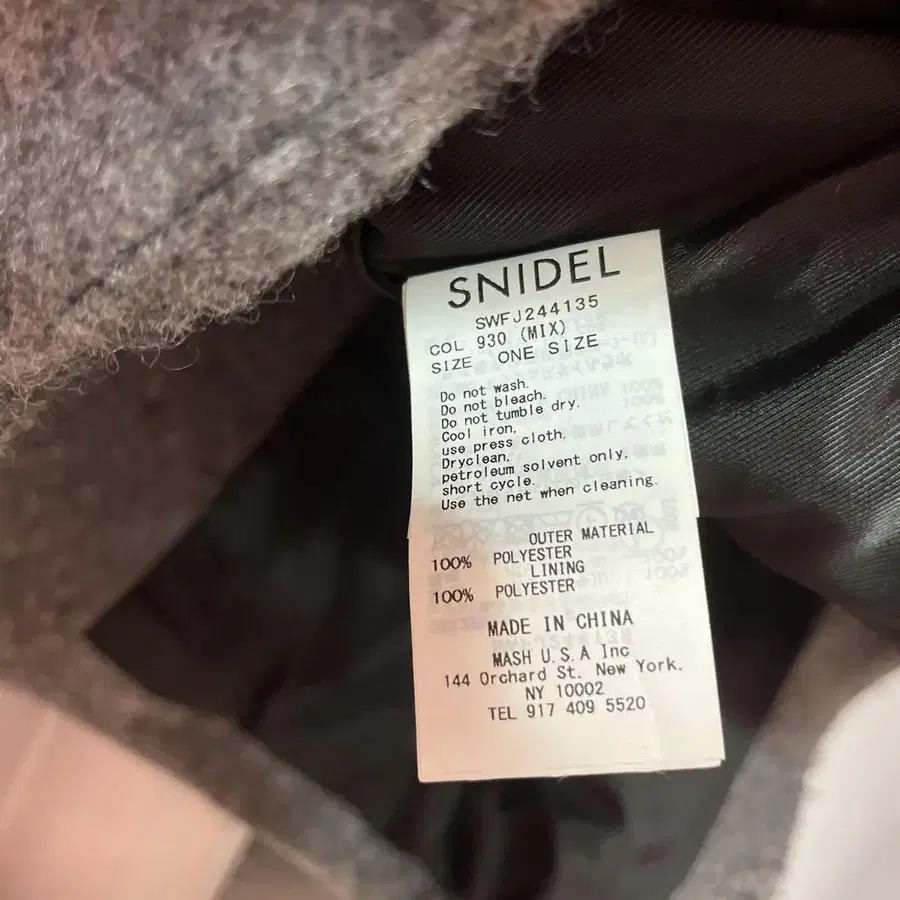 SNIDEL
SWFJ244135
COL 930 (MIX)
SIZE ONE SIZE
Do not wash.
Do not bleach.
Do not tumble dry.
Cool iron,
use press cloth.
Dryclean,
petroleum solvent only,
short cycle.
Use the net when cleaning.
OUTER MATERIAL
100% POLYESTER
LINING
100% POLYESTER
MADE IN CHINA
MASH U.S.A Inc
144 Orchard St. New York.
NY 10002
TEL 917 409 5520